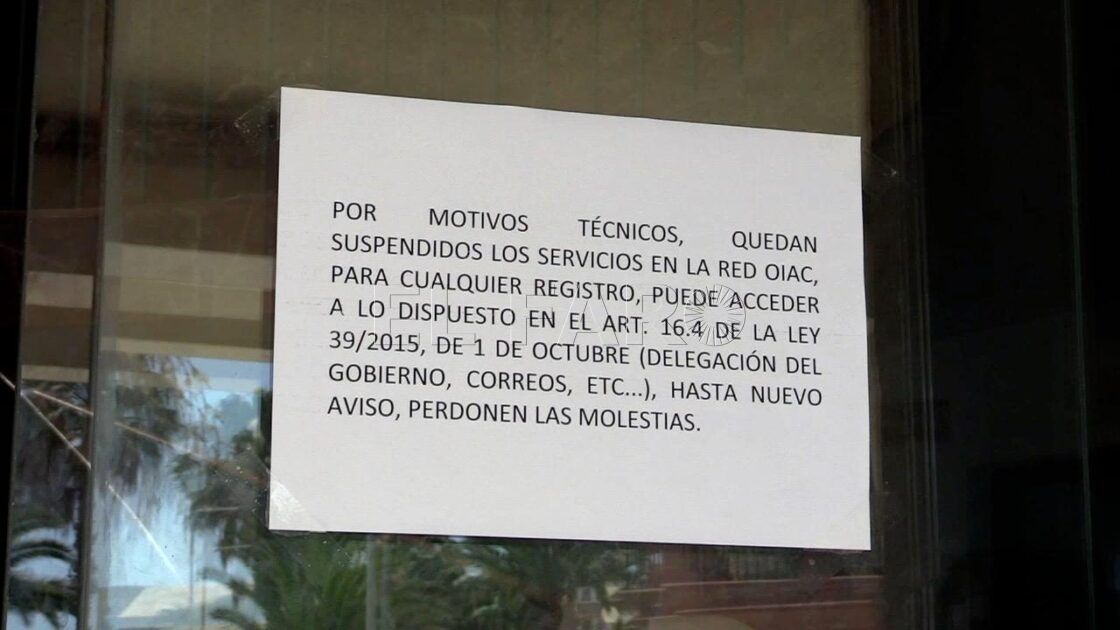 POR MOTIVOS TÉCNICOS, QUEDAN
SUSPENDIDOS LOS SERVICIOS EN LA RED OIAC,
PARA CUALQUIER REGISTRO, PUEDE ACCEDER
A LO DISPUESTO EN EL ART. 16.4 DE LA LEY
39/2015, DE 1 DE OCTUBRE (DELEGACIÓN DEL
GOBIERNO, CORREOS, ETC...), HASTA NUEVO
AVISO, PERDONEN LAS MOLESTIAS.
EL FARO